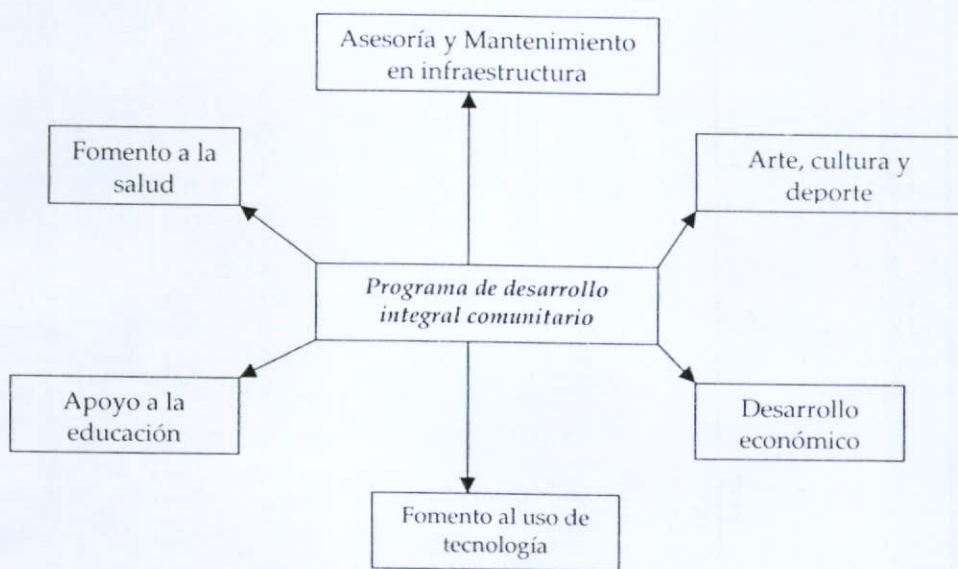 Asesoría y Mantenimiento
en infraestructura
Fomento a la
salud
Arte, cultura y
deporte
Programa de desarrollo
integral comunitario
Apoyo a la
educación
Desarrollo
económico
Fomento al uso de
tecnología